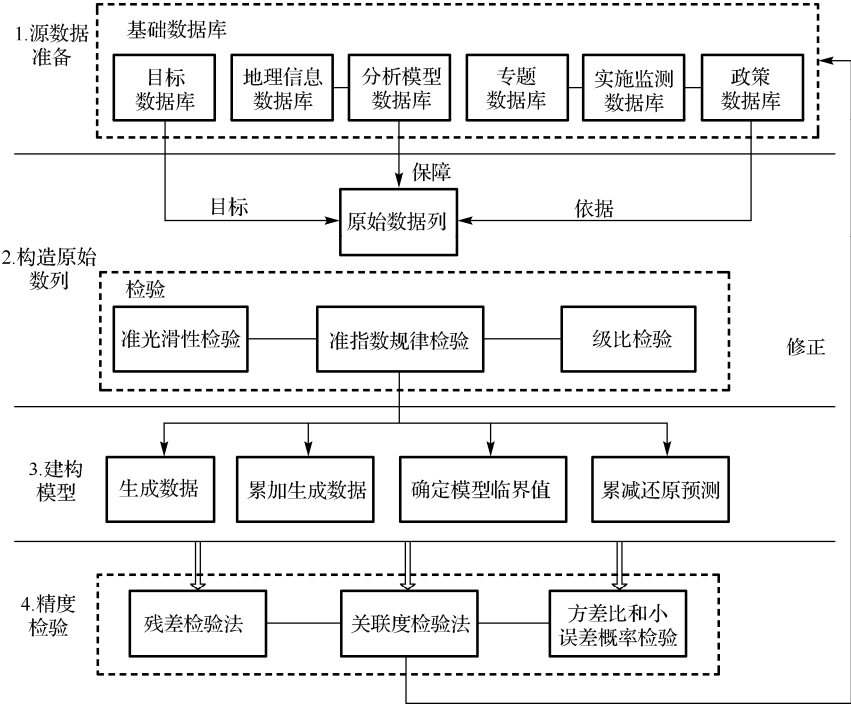 1.源数据
准备
基础数据库
目标
数据库
地理信息
数据库
分析模型
数据库
专题
数据库
实施监测
数据库
政策
数据库
保障
目标
原始数据列
依据
2.构造原始
数列
检验
准光滑性检验
准指数规律检验
级比检验
修正
3.建构
模型
生成数据
累加生成数据
确定模型临界值
累减还原预测
4.精度
检验
残差检验法
关联度检验法
方差比和小
误差概率检验